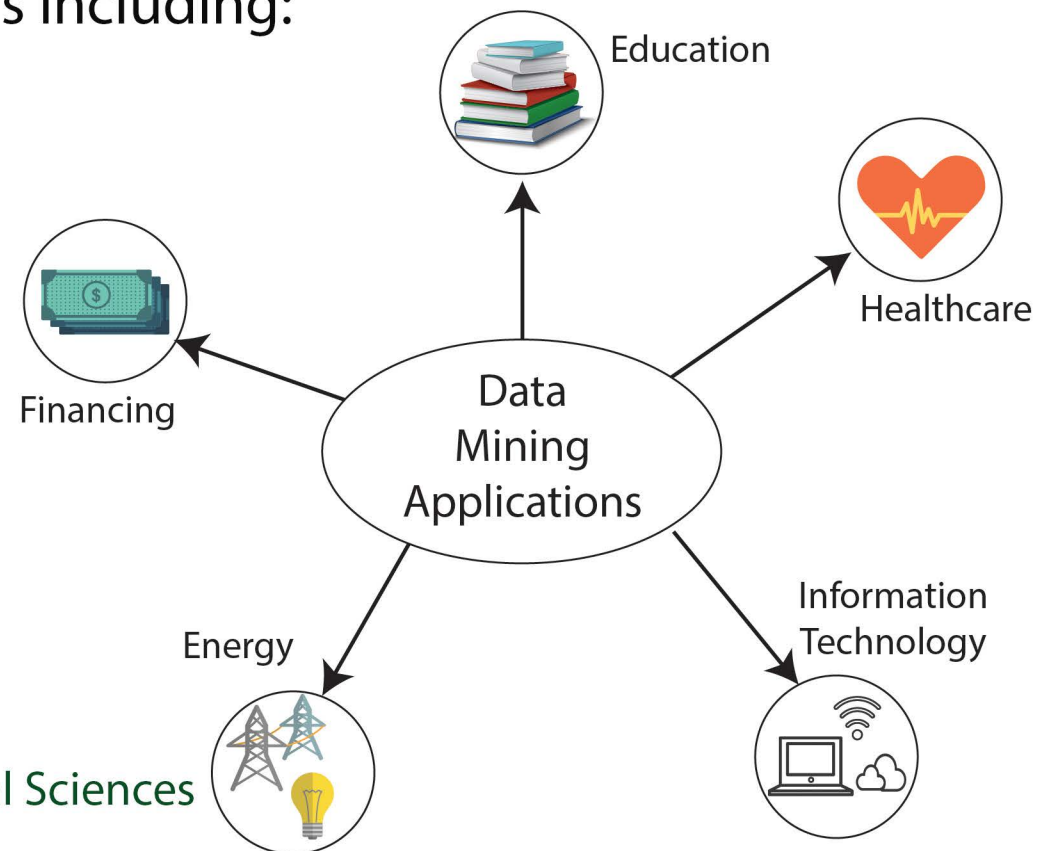 s including:
Education
Healthcare
Financing
Data
Mining
Applications
Information
Technology
Energy
l Sciences
$